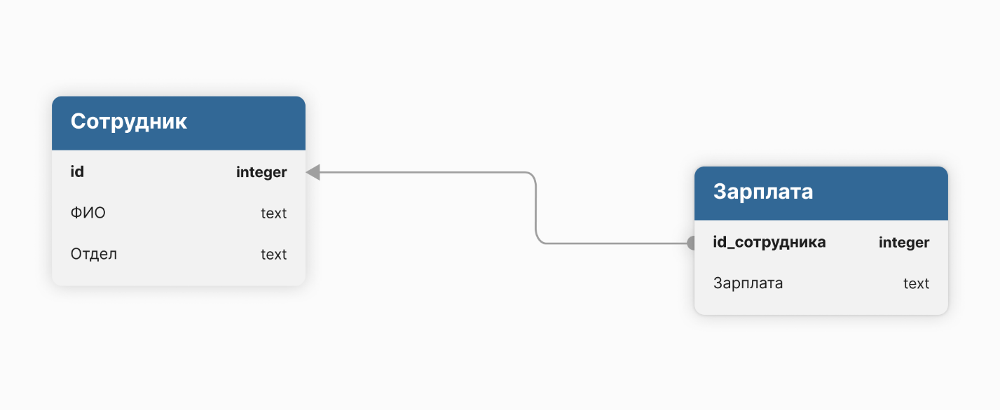 Сотрудник
id integer
ФИО text
Отдел text
Зарплата
id_сотрудника integer
Зарплата text